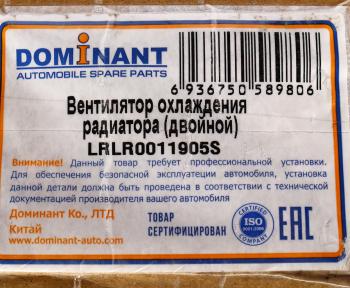 DOMINANT
AUTOMOBILE SPARE PARTS
6 936750 589806
Вентилятор охлаждения
радиатора (двойной)
LRLR0011905S
Внимание! Данный товар требует профессиональной установки.
Для обеспечения безопасной эксплуатации автомобиля, установка
данной детали должна быть проведена в соответствии с технической
документацией производителя вашего автомобиля.
Доминант Ко., ЛТД
Китай
www.dominant-auto.com
ТОВАР
СЕРТИФИЦИРОВАН
CERTIFIED
ISO
COMPANY
EAC